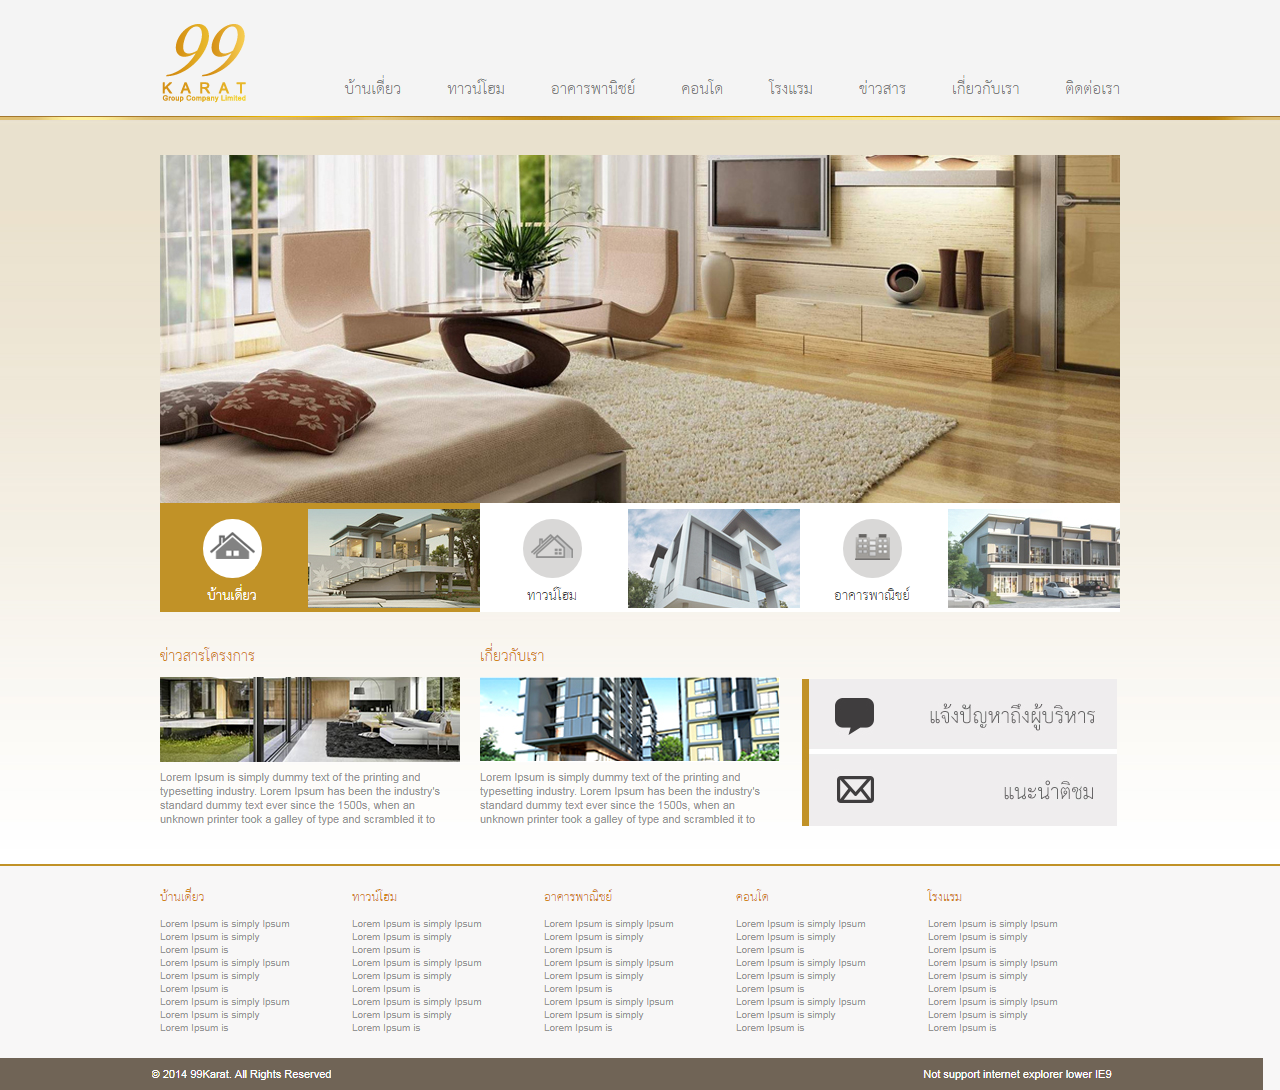 99
KARAT
Group Company Limited
บ้านเดี่ยว ทาวน์โฮม อาคารพานิชย์ คอนโด โรงแรม ข่าวสาร เกี่ยวกับเรา ติดต่อเรา
บ้านเดี่ยว ทาวน์โฮม อาคารพาณิชย์
ข่าวสารโครงการ
Lorem Ipsum is simply dummy text of the printing and
typesetting industry. Lorem Ipsum has been the industry's
standard dummy text ever since the 1500s, when an
unknown printer took a galley of type and scrambled it to
เกี่ยวกับเรา
Lorem Ipsum is simply dummy text of the printing and
typesetting industry. Lorem Ipsum has been the industry's
standard dummy text ever since the 1500s, when an
unknown printer took a galley of type and scrambled it to
แจ้งปัญหาถึงผู้บริหาร
แนะนำติชม
บ้านเดี่ยว
Lorem Ipsum is simply Ipsum
Lorem Ipsum is simply
Lorem Ipsum is
Lorem Ipsum is simply Ipsum
Lorem Ipsum is simply
Lorem Ipsum is
Lorem Ipsum is simply Ipsum
Lorem Ipsum is simply
Lorem Ipsum is
ทาวน์โฮม
Lorem Ipsum is simply Ipsum
Lorem Ipsum is simply
Lorem Ipsum is
Lorem Ipsum is simply Ipsum
Lorem Ipsum is simply
Lorem Ipsum is
Lorem Ipsum is simply Ipsum
Lorem Ipsum is simply
Lorem Ipsum is
อาคารพาณิชย์
Lorem Ipsum is simply Ipsum
Lorem Ipsum is simply
Lorem Ipsum is
Lorem Ipsum is simply Ipsum
Lorem Ipsum is simply
Lorem Ipsum is
Lorem Ipsum is simply Ipsum
Lorem Ipsum is simply
Lorem Ipsum is
คอนโด
Lorem Ipsum is simply Ipsum
Lorem Ipsum is simply
Lorem Ipsum is
Lorem Ipsum is simply Ipsum
Lorem Ipsum is simply
Lorem Ipsum is
Lorem Ipsum is simply Ipsum
Lorem Ipsum is simply
Lorem Ipsum is
โรงแรม
Lorem Ipsum is simply Ipsum
Lorem Ipsum is simply
Lorem Ipsum is
Lorem Ipsum is simply Ipsum
Lorem Ipsum is simply
Lorem Ipsum is
Lorem Ipsum is simply Ipsum
Lorem Ipsum is simply
Lorem Ipsum is
© 2014 99Karat. All Rights Reserved Not support internet explorer lower IE9